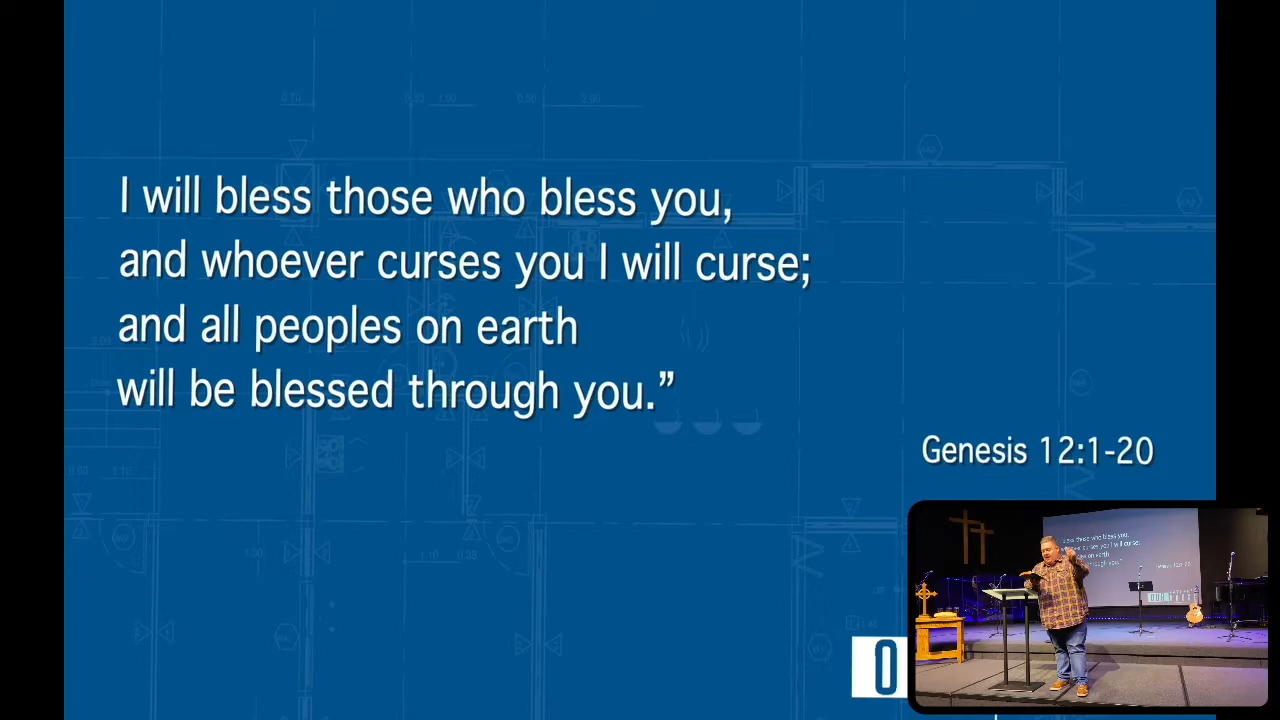 I will bless those who bless you,
and whoever curses you I will curse;
and all peoples on earth
will be blessed through you.”
Genesis 12:1-20